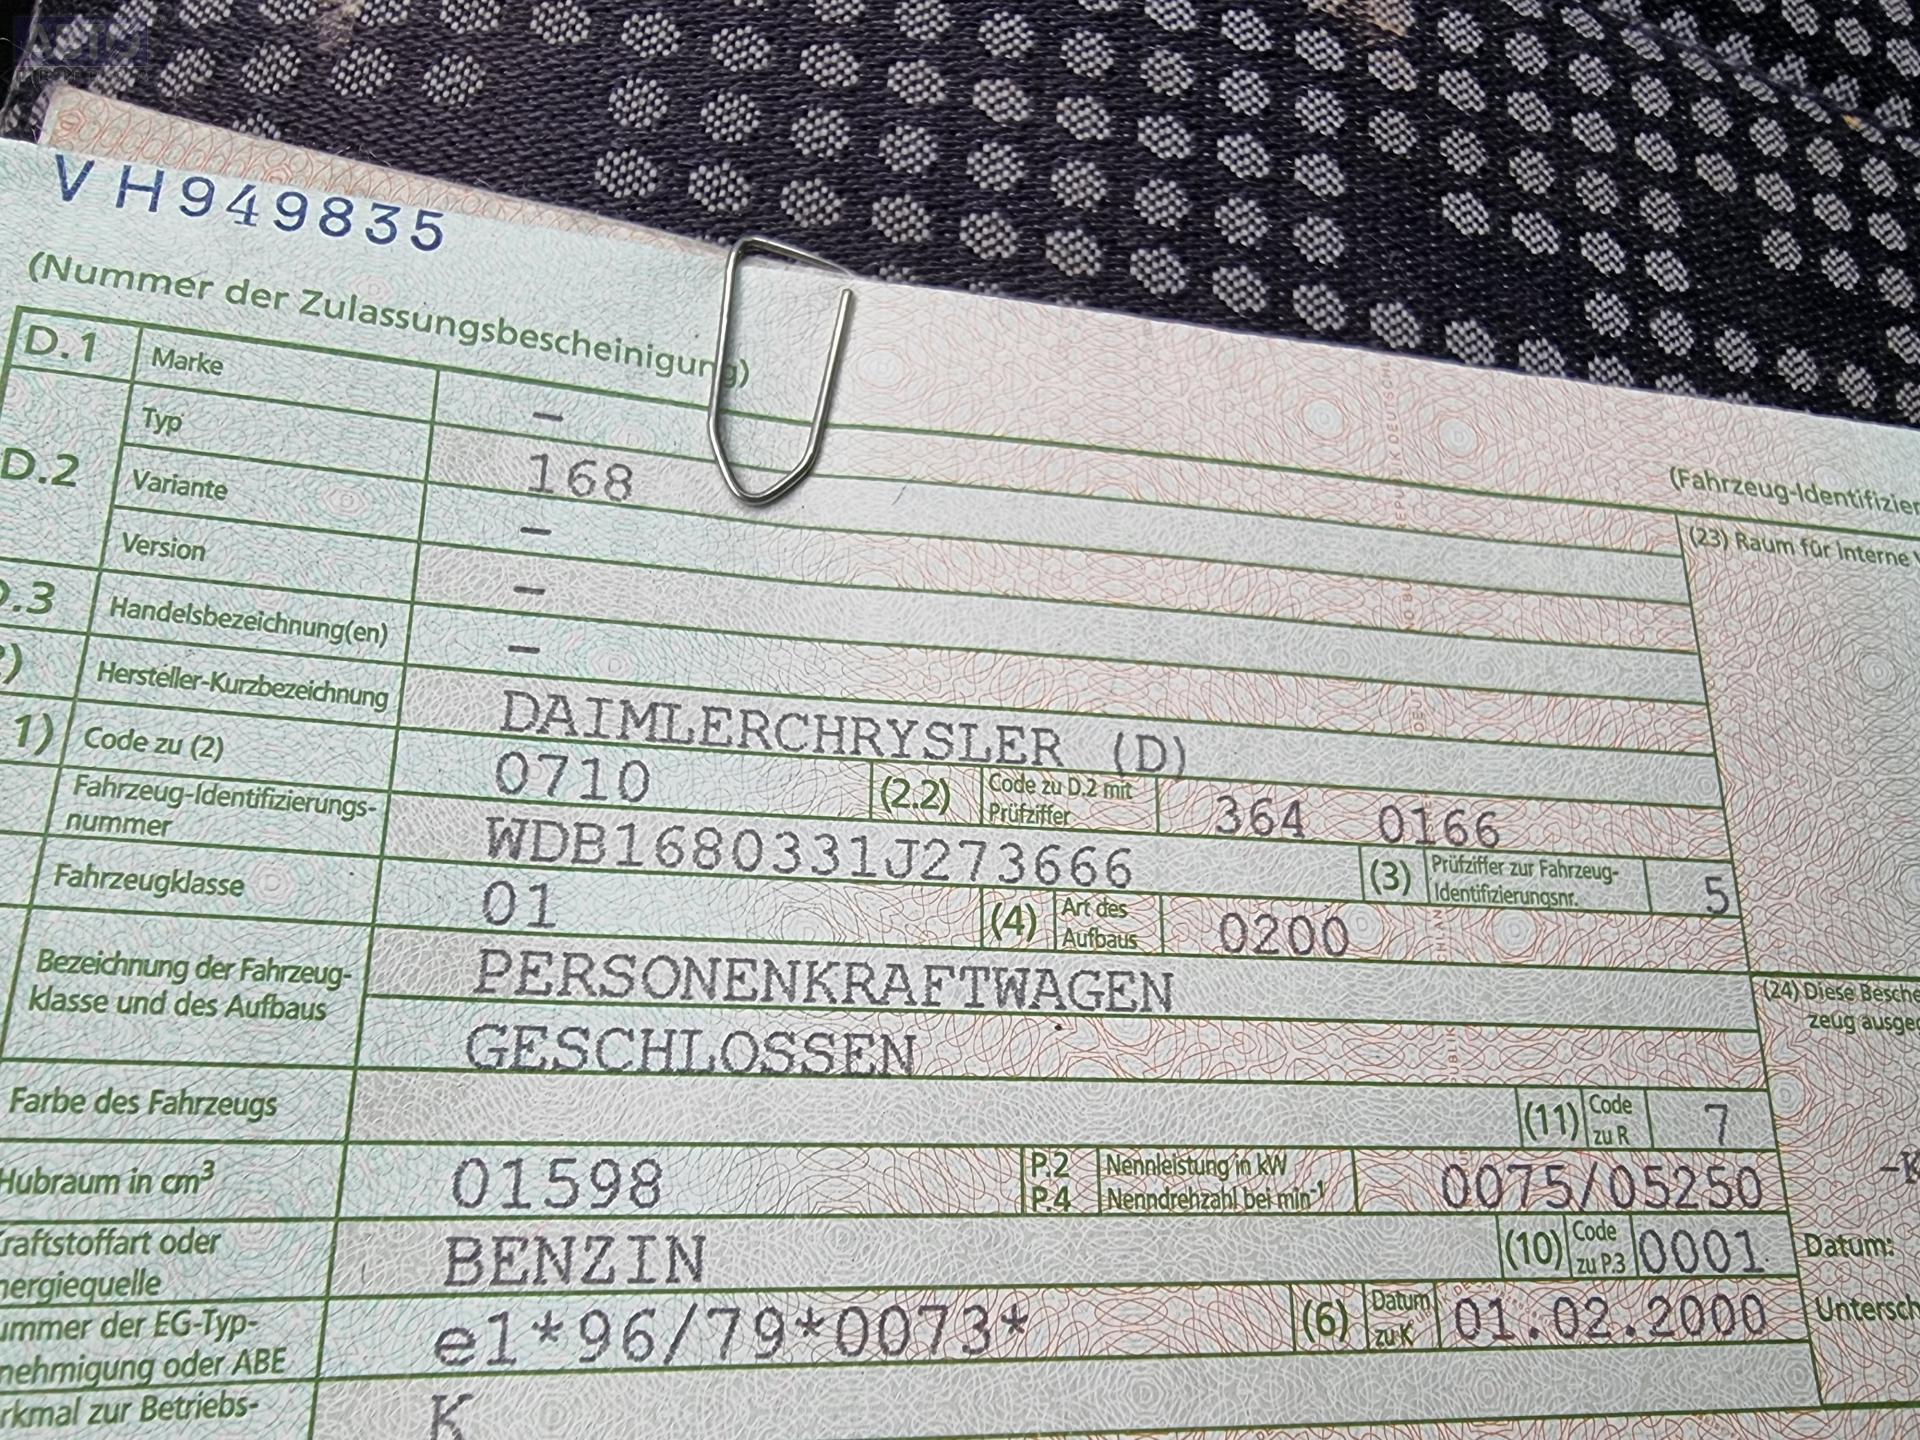 VH949835
(Nummer der Zulassungsbescheinigung)
(Fahrzeug-Identifizier
D.1 Marke –
D.2 Typ 168
(23) Raum für interne V
Variante –
Version –
D.3 Handelsbezeichnung(en) –
Hersteller-Kurzbezeichnung DAIMLERCHRYSLER (D)
1) Code zu (2) 0710 (2.2) Code zu D.2 mit Prüfziffer 364 0166
Fahrzeug-Identifizierungs-
nummer WDB1680331J273666 (3) Prüfziffer zur Fahrzeug-
Identifizierungsnr. 5
Fahrzeugklasse 01 (4) Art des Aufbaus 0200
Bezeichnung der Fahrzeug- PERSONENKRAFTWAGEN
klasse und des Aufbaus GESCHLOSSEN
(24) Diese Besche
zeug ausge
Farbe des Fahrzeugs (11) Code zu R 7
Hubraum in cm³ 01598 P.2 Nennleistung in kW
P.4 Nenndrehzahl bei min⁻¹ 0075/05250
raftstoffart oder
nergiequelle BENZIN (10) Code zu P.3 0001
Datum:
ummer der EG-Typ-
nehmigung oder ABE e1*96/79*0073* (6) Datum zu K 01.02.2000
Untersch
rkmal zur Betriebs- K